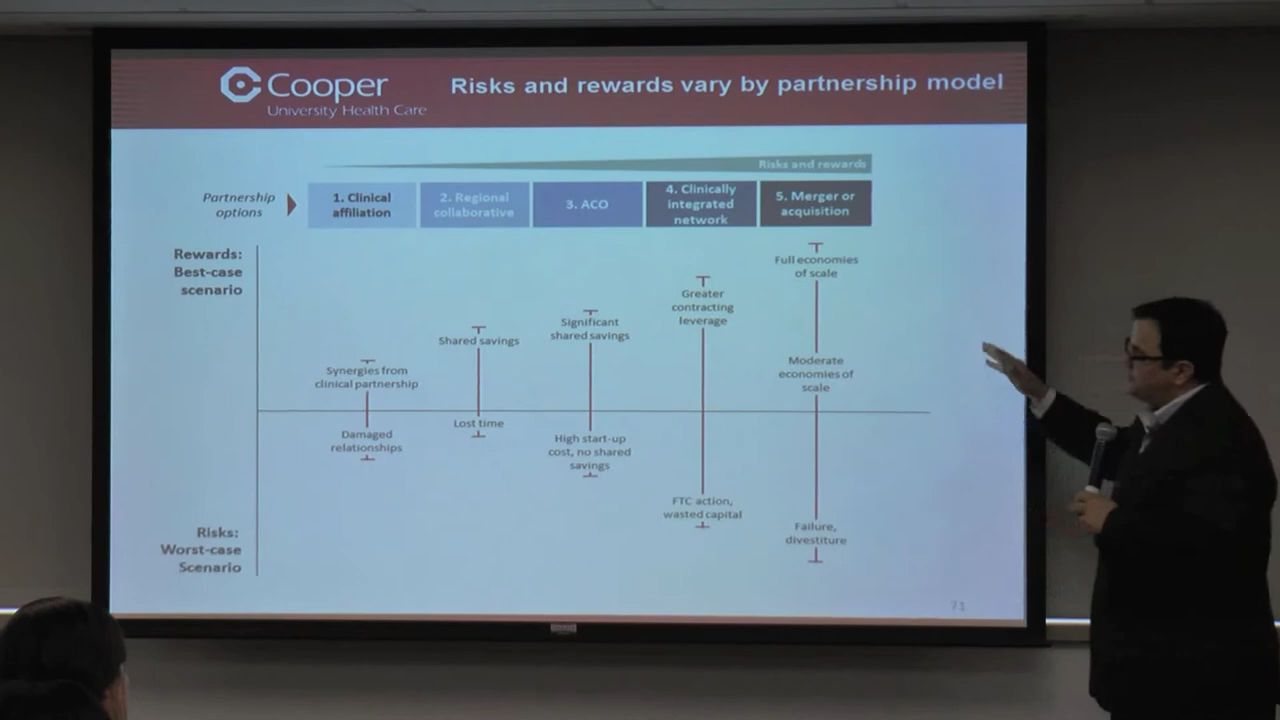 Cooper
University Health Care
Risks and rewards vary by partnership model
Risks and rewards
Partnership
options
1. Clinical
affiliation
2. Regional
collaborative
3. ACO
4. Clinically
integrated
network
5. Merger or
acquisition
Rewards:
Best-case
scenario
Synergies from
clinical partnership
Shared savings
Significant
shared savings
Greater
contracting
leverage
Full economies
of scale
Moderate
economies of
scale
Damaged
relationships
Lost time
High start-up
cost, no shared
savings
FTC action,
wasted capital
Failure,
divestiture
Risks:
Worst-case
Scenario
71